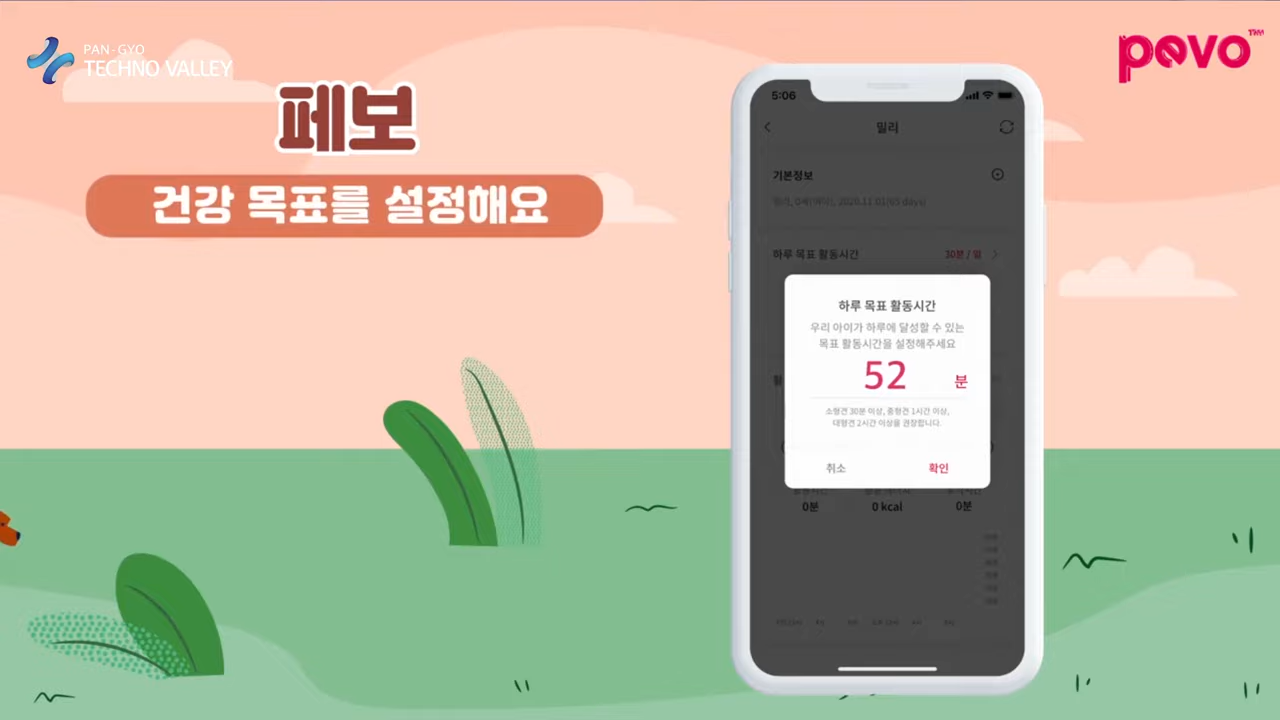 PAN-GYO
TECHNO VALLEY
pevo™
페보
건강 목표를 설정해요
5:06
밀리
기본정보
하루 목표 활동시간 30분 / 일
하루 목표 활동시간
우리 아이가 하루에 달성할 수 있는
목표 활동시간을 설정해주세요
52 분
소형견 30분 이상, 중형견 1시간 이상,
대형견 2시간 이상을 권장합니다.
취소 확인
0분 0 kcal 0분